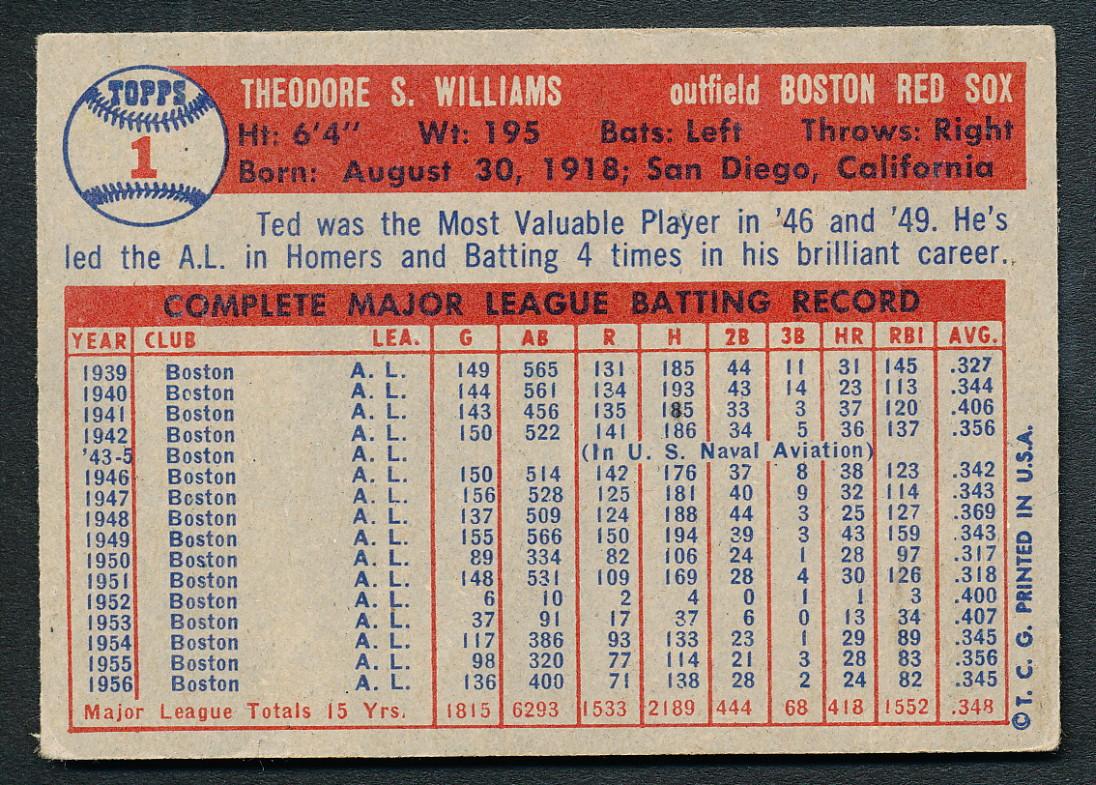 TOPPS
1
THEODORE S. WILLIAMS outfield BOSTON RED SOX
Ht: 6'4" Wt: 195 Bats: Left Throws: Right
Born: August 30, 1918; San Diego, California
Ted was the Most Valuable Player in '46 and '49. He's
led the A.L. in Homers and Batting 4 times in his brilliant career.
COMPLETE MAJOR LEAGUE BATTING RECORD
YEAR CLUB LEA. G AB R H 2B 3B HR RBI AVG.
1939 Boston A. L. 149 565 131 185 44 11 31 145 .327
1940 Boston A. L. 144 561 134 193 43 14 23 113 .344
1941 Boston A. L. 143 456 135 185 33 3 37 120 .406
1942 Boston A. L. 150 522 141 186 34 5 36 137 .356
'43-5 Boston A. L. (In U. S. Naval Aviation)
1946 Boston A. L. 150 514 142 176 37 8 38 123 .342
1947 Boston A. L. 156 528 125 181 40 9 32 114 .343
1948 Boston A. L. 137 509 124 188 44 3 25 127 .369
1949 Boston A. L. 155 566 150 194 39 3 43 159 .343
1950 Boston A. L. 89 334 82 106 24 1 28 97 .317
1951 Boston A. L. 148 531 109 169 28 4 30 126 .318
1952 Boston A. L. 6 10 2 4 0 1 1 3 .400
1953 Boston A. L. 37 91 17 37 6 0 13 34 .407
1954 Boston A. L. 117 386 93 133 23 1 29 89 .345
1955 Boston A. L. 98 320 77 114 21 3 28 83 .356
1956 Boston A. L. 136 400 71 138 28 2 24 82 .345
Major League Totals 15 Yrs. 1815 6293 1533 2189 444 68 418 1552 .348
© T. C. G. PRINTED IN U.S.A.